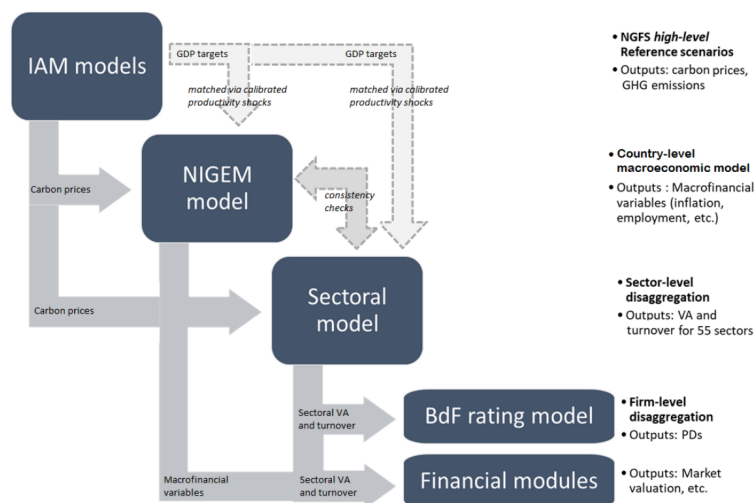 IAM models
GDP targets
GDP targets
matched via calibrated
productivity shocks
matched via calibrated
productivity shocks
• NGFS high-level
Reference scenarios
• Outputs: carbon prices,
GHG emissions
Carbon prices
NIGEM
model
consistency
checks
• Country-level
macroeconomic model
• Outputs : Macrofinancial
variables (inflation,
employment, etc.)
Carbon prices
Sectoral
model
• Sector-level
disaggregation
• Outputs: VA and
turnover for 55 sectors
Sectoral VA
and turnover
BdF rating model
• Firm-level
disaggregation
• Outputs: PDs
Macrofinancial
variables
Sectoral VA
and turnover
Financial modules
• Outputs: Market
valuation, etc.